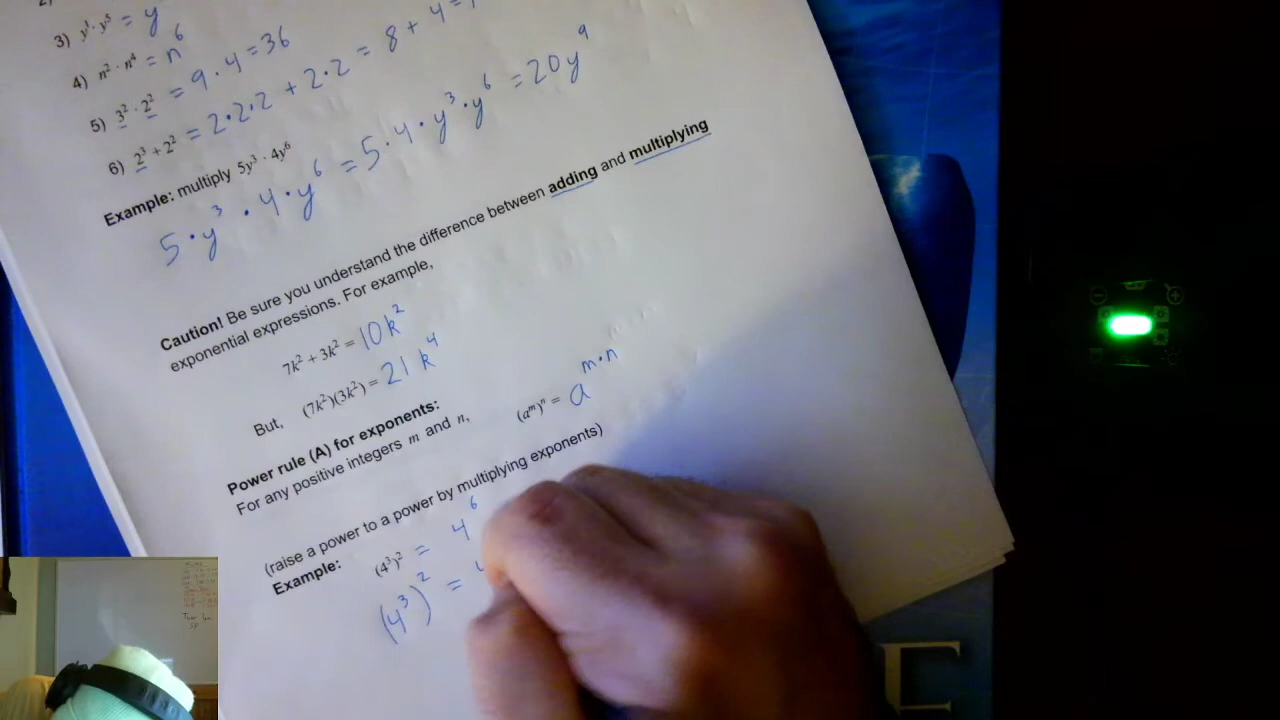 3) y¹ · y⁵ = y⁶
4) n² · n⁴ = n⁶
5) 3² · 2² = 9 · 4 = 36
6) 2³ + 2² = 2·2·2 + 2·2 = 8 + 4 =
Example: multiply 5y³ · 4y⁶
5 · y³ · 4 · y⁶ = 5 · 4 · y³ · y⁶ = 20y⁹
Caution! Be sure you understand the difference between adding and multiplying
exponential expressions. For example,
7k² + 3k² = 10k²
But, (7k²)(3k²) = 21k⁴
Power rule (A) for exponents:
For any positive integers m and n, (aᵐ)ⁿ = a^m·n
(raise a power to a power by multiplying exponents)
Example: (4³)² = 4⁶
(4³)² =
E